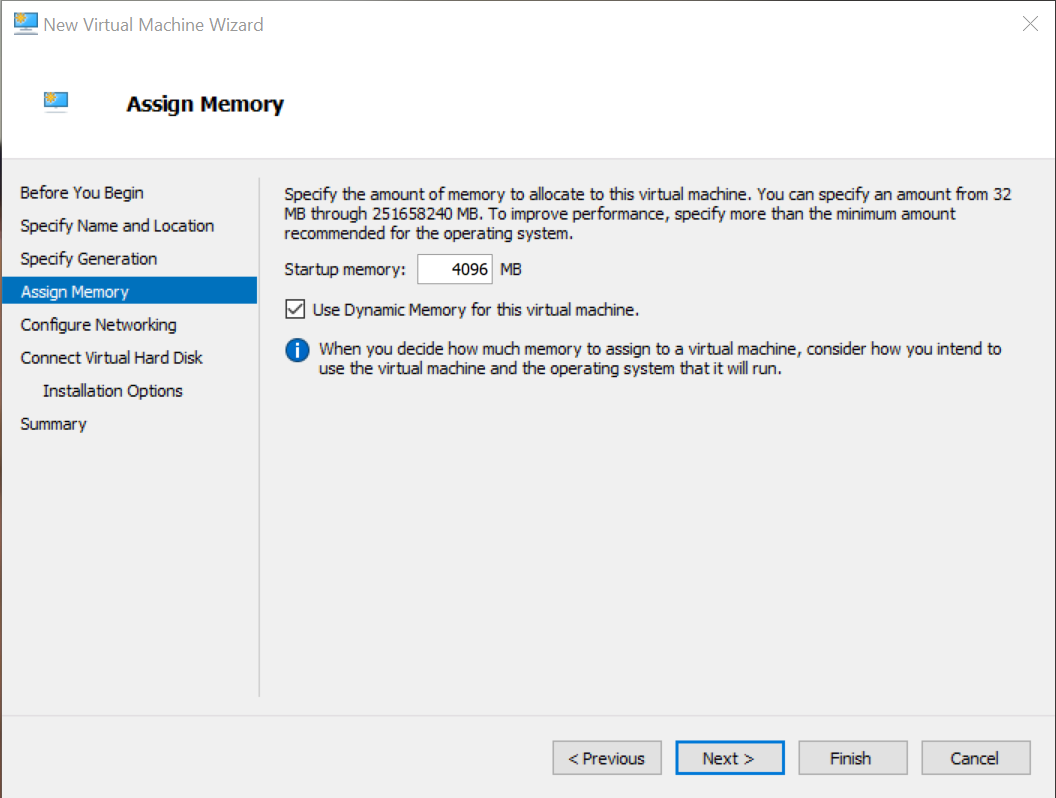 New Virtual Machine Wizard
Assign Memory
Before You Begin
Specify Name and Location
Specify Generation
Assign Memory
Configure Networking
Connect Virtual Hard Disk
Installation Options
Summary
Specify the amount of memory to allocate to this virtual machine. You can specify an amount from 32
MB through 251658240 MB. To improve performance, specify more than the minimum amount
recommended for the operating system.
Startup memory: 4096 MB
Use Dynamic Memory for this virtual machine.
When you decide how much memory to assign to a virtual machine, consider how you intend to
use the virtual machine and the operating system that it will run.
< Previous Next > Finish Cancel